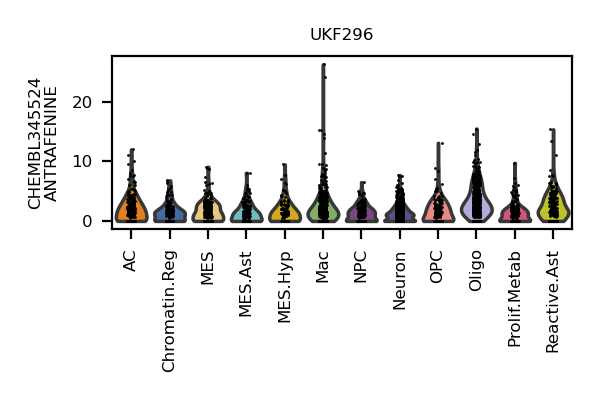 UKF296
CHEMBL345524
ANTRAFENINE
20
10
0
AC
Chromatin.Reg
MES
MES.Ast
MES.Hyp
Mac
NPC
Neuron
OPC
Oligo
Prolif.Metab
Reactive.Ast